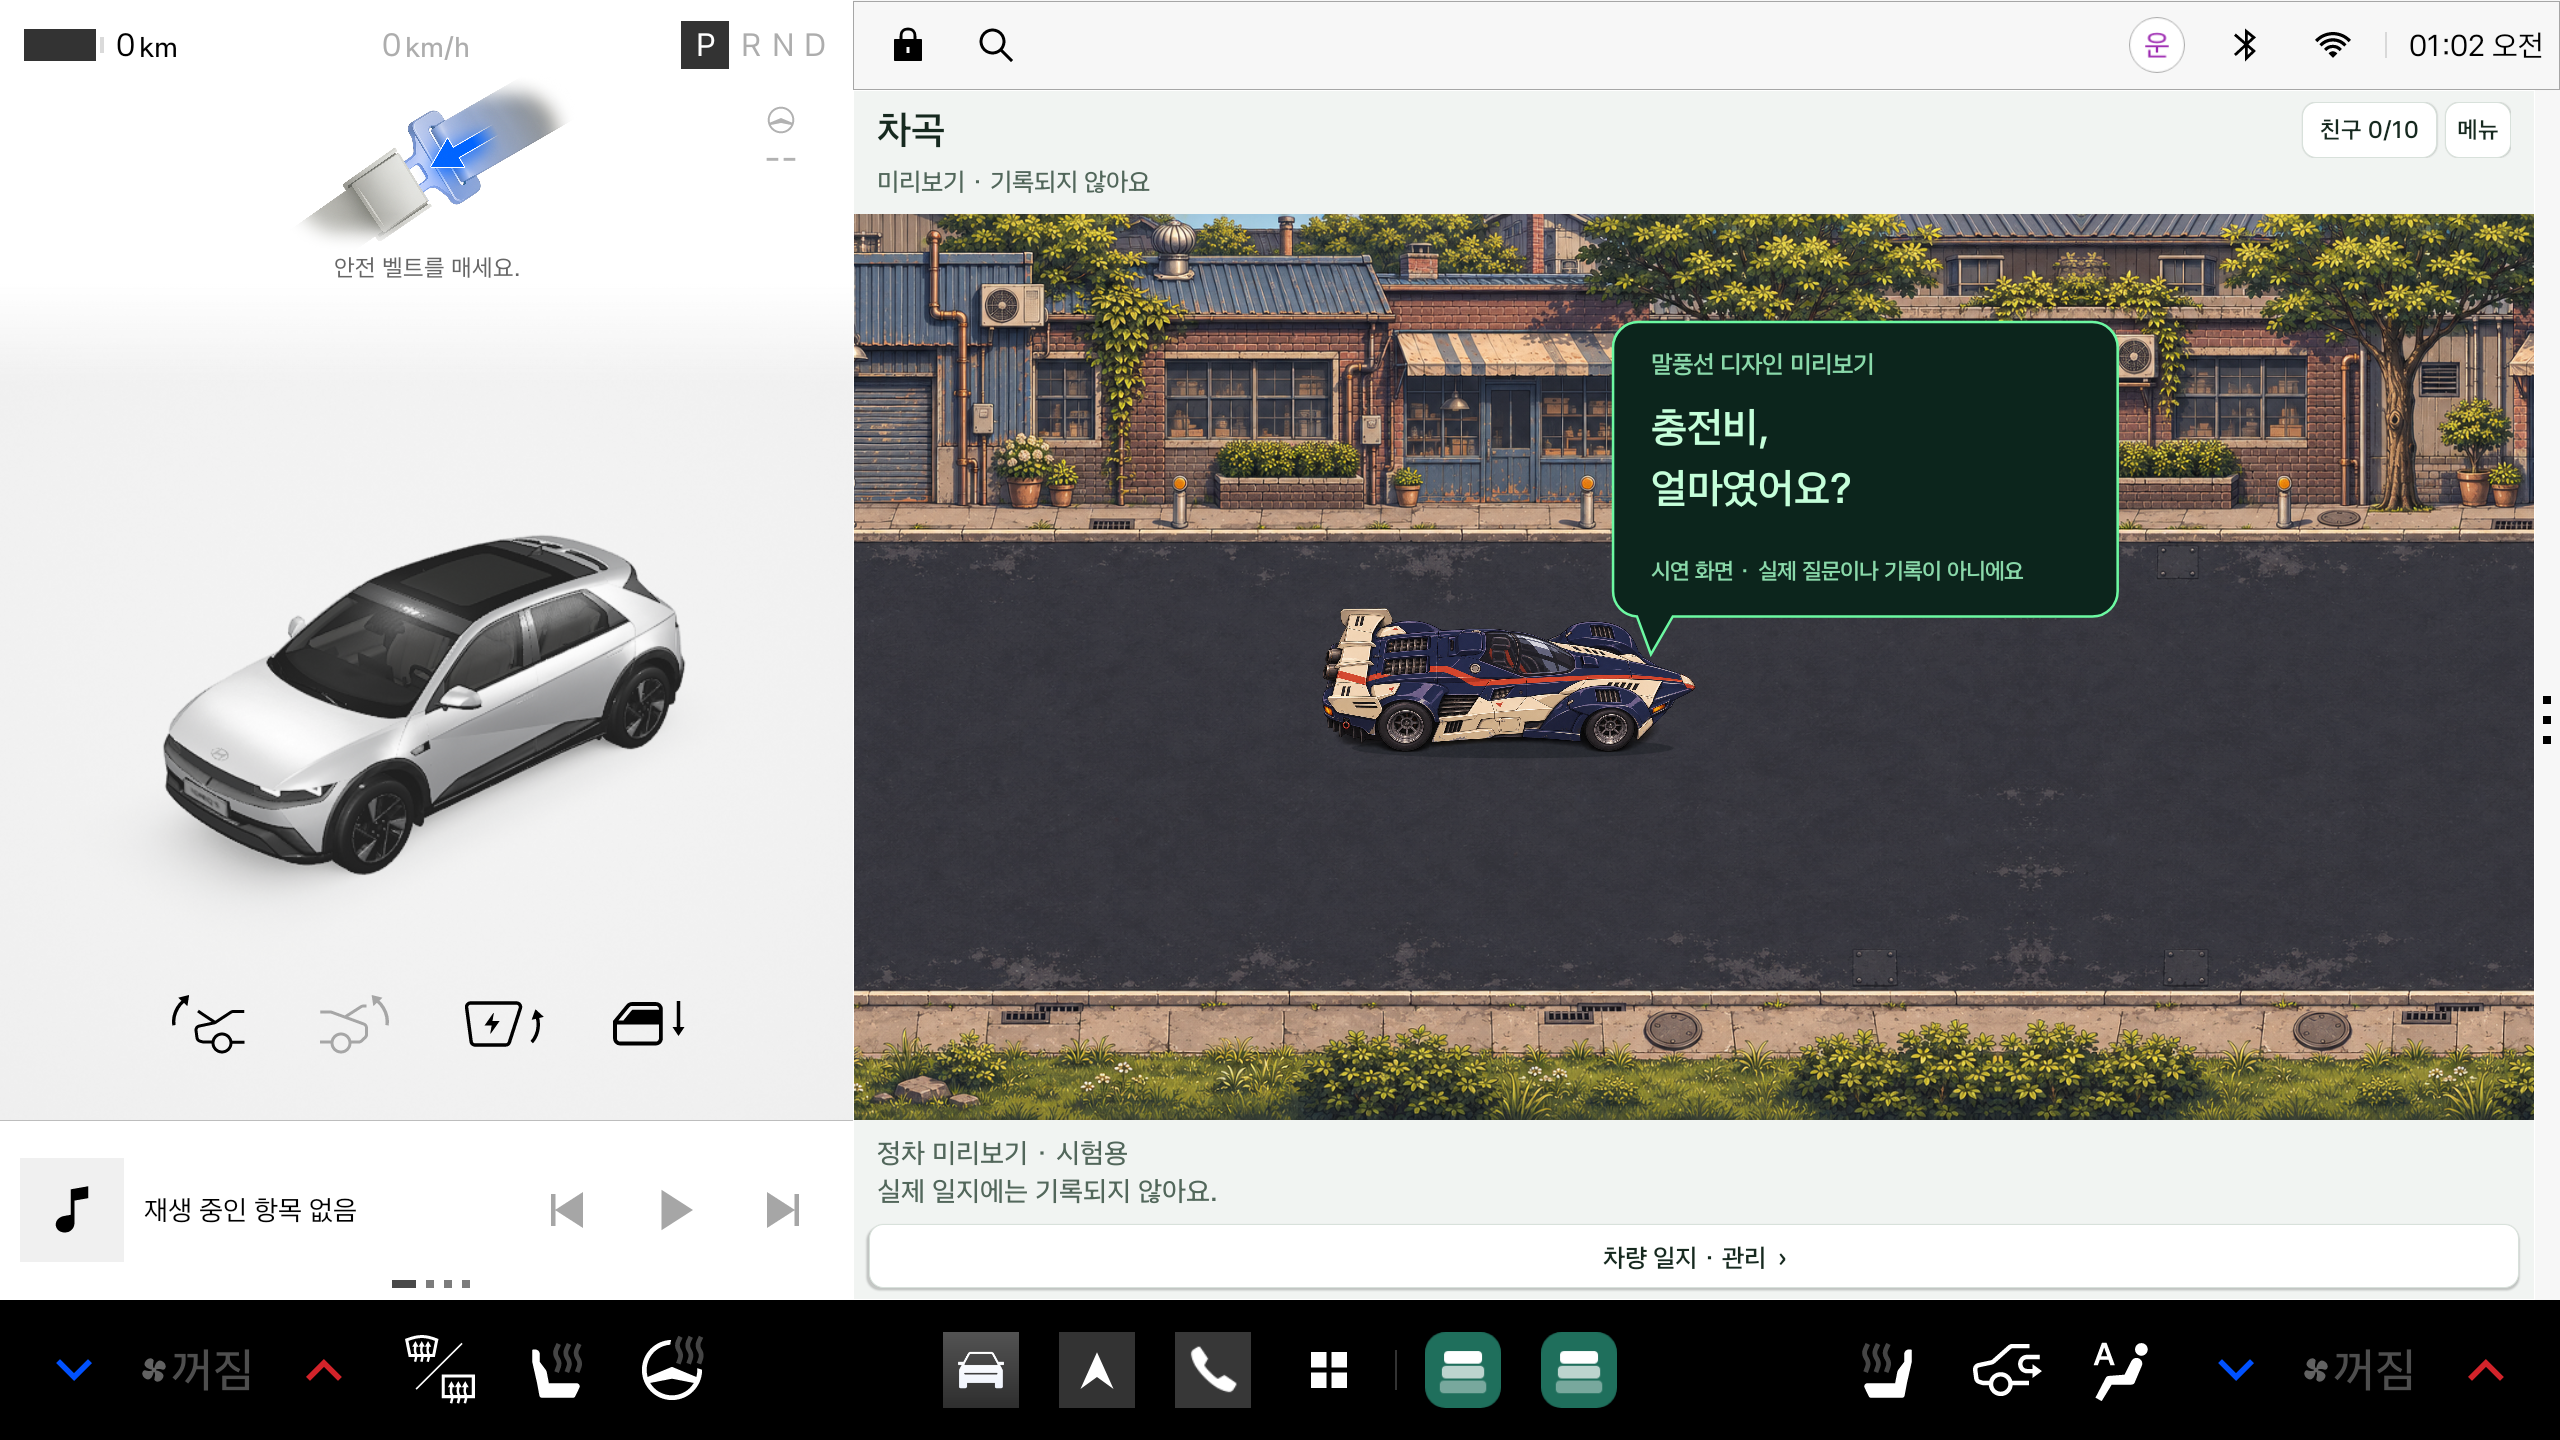 0 km
0 km/h
P R N D
운
01:02 오전
안전 벨트를 매세요.
차곡
친구 0/10
메뉴
미리보기 · 기록되지 않아요
말풍선 디자인 미리보기
충전비,
얼마였어요?
시연 화면 · 실제 질문이나 기록이 아니에요
재생 중인 항목 없음
정차 미리보기 · 시험용
실제 일지에는 기록되지 않아요.
차량 일지 · 관리 ›
꺼짐
A
꺼짐